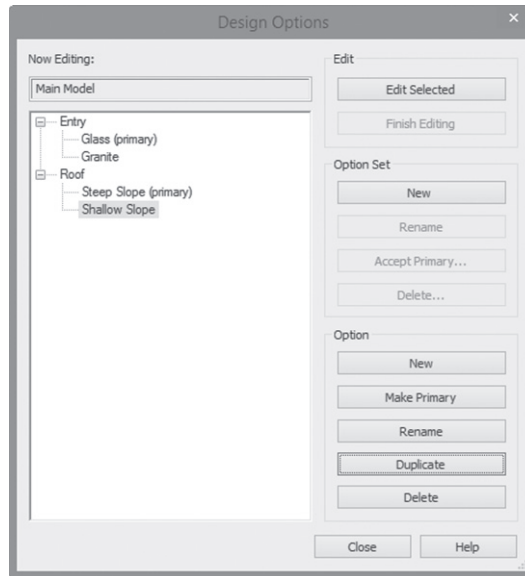 Design Options
Now Editing:
Main Model
Entry
Glass (primary)
Granite
Roof
Steep Slope (primary)
Shallow Slope
Edit
Edit Selected
Finish Editing
Option Set
New
Rename
Accept Primary...
Delete...
Option
New
Make Primary
Rename
Duplicate
Delete
Close
Help